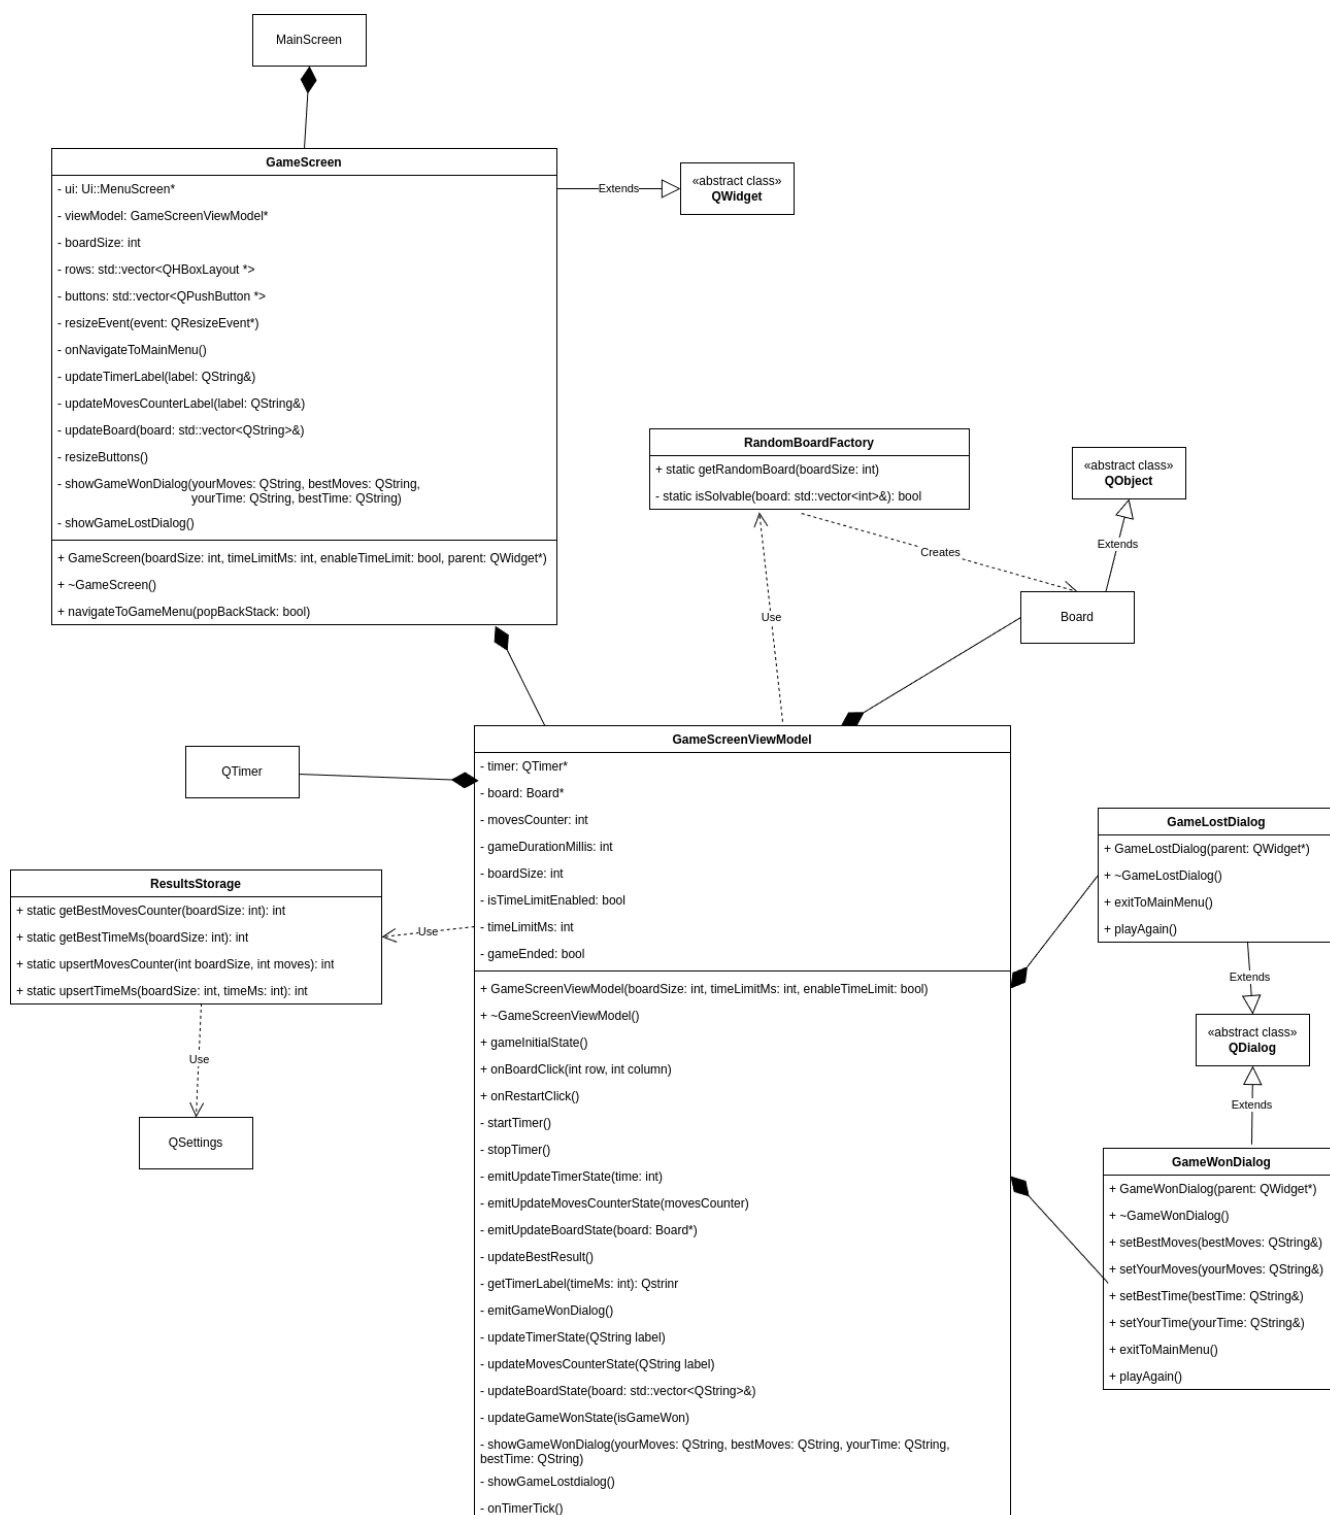 MainScreen
GameScreen
- ui: Ui::MenuScreen*
- viewModel: GameScreenViewModel*
- boardSize: int
- rows: std::vector<QHBoxLayout *>
- buttons: std::vector<QPushButton *>
- resizeEvent(event: QResizeEvent*)
- onNavigateToMainMenu()
- updateTimerLabel(label: QString&)
- updateMovesCounterLabel(label: QString&)
- updateBoard(board: std::vector<QString>&)
- resizeButtons()
- showGameWonDialog(yourMoves: QString, bestMoves: QString,
yourTime: QString, bestTime: QString)
- showGameLostDialog()
+ GameScreen(boardSize: int, timeLimitMs: int, enableTimeLimit: bool, parent: QWidget*)
+ ~GameScreen()
+ navigateToGameMenu(popBackStack: bool)
Extends
«abstract class»
QWidget
RandomBoardFactory
+ static getRandomBoard(boardSize: int)
- static isSolvable(board: std::vector<int>&): bool
«abstract class»
QObject
Extends
Creates
Board
Use
QTimer
GameScreenViewModel
- timer: QTimer*
- board: Board*
- movesCounter: int
- gameDurationMillis: int
- boardSize: int
- isTimeLimitEnabled: bool
- timeLimitMs: int
- gameEnded: bool
+ GameScreenViewModel(boardSize: int, timeLimitMs: int, enableTimeLimit: bool)
+ ~GameScreenViewModel()
+ gameInitialState()
+ onBoardClick(int row, int column)
+ onRestartClick()
- startTimer()
- stopTimer()
- emitUpdateTimerState(time: int)
- emitUpdateMovesCounterState(movesCounter)
- emitUpdateBoardState(board: Board*)
- updateBestResult()
- getTimerLabel(timeMs: int): Qstrinr
- emitGameWonDialog()
- updateTimerState(QString label)
- updateMovesCounterState(QString label)
- updateBoardState(board: std::vector<QString>&)
- updateGameWonState(isGameWon)
- showGameWonDialog(yourMoves: QString, bestMoves: QString, yourTime: QString,
bestTime: QString)
- showGameLostdialog()
- onTimerTick()
ResultsStorage
+ static getBestMovesCounter(boardSize: int): int
+ static getBestTimeMs(boardSize: int): int
+ static upsertMovesCounter(int boardSize, int moves): int
+ static upsertTimeMs(boardSize: int, timeMs: int): int
Use
Use
QSettings
GameLostDialog
+ GameLostDialog(parent: QWidget*)
+ ~GameLostDialog()
+ exitToMainMenu()
+ playAgain()
Extends
«abstract class»
QDialog
Extends
GameWonDialog
+ GameWonDialog(parent: QWidget*)
+ ~GameWonDialog()
+ setBestMoves(bestMoves: QString&)
+ setYourMoves(yourMoves: QString&)
+ setBestTime(bestTime: QString&)
+ setYourTime(yourTime: QString&)
+ exitToMainMenu()
+ playAgain()